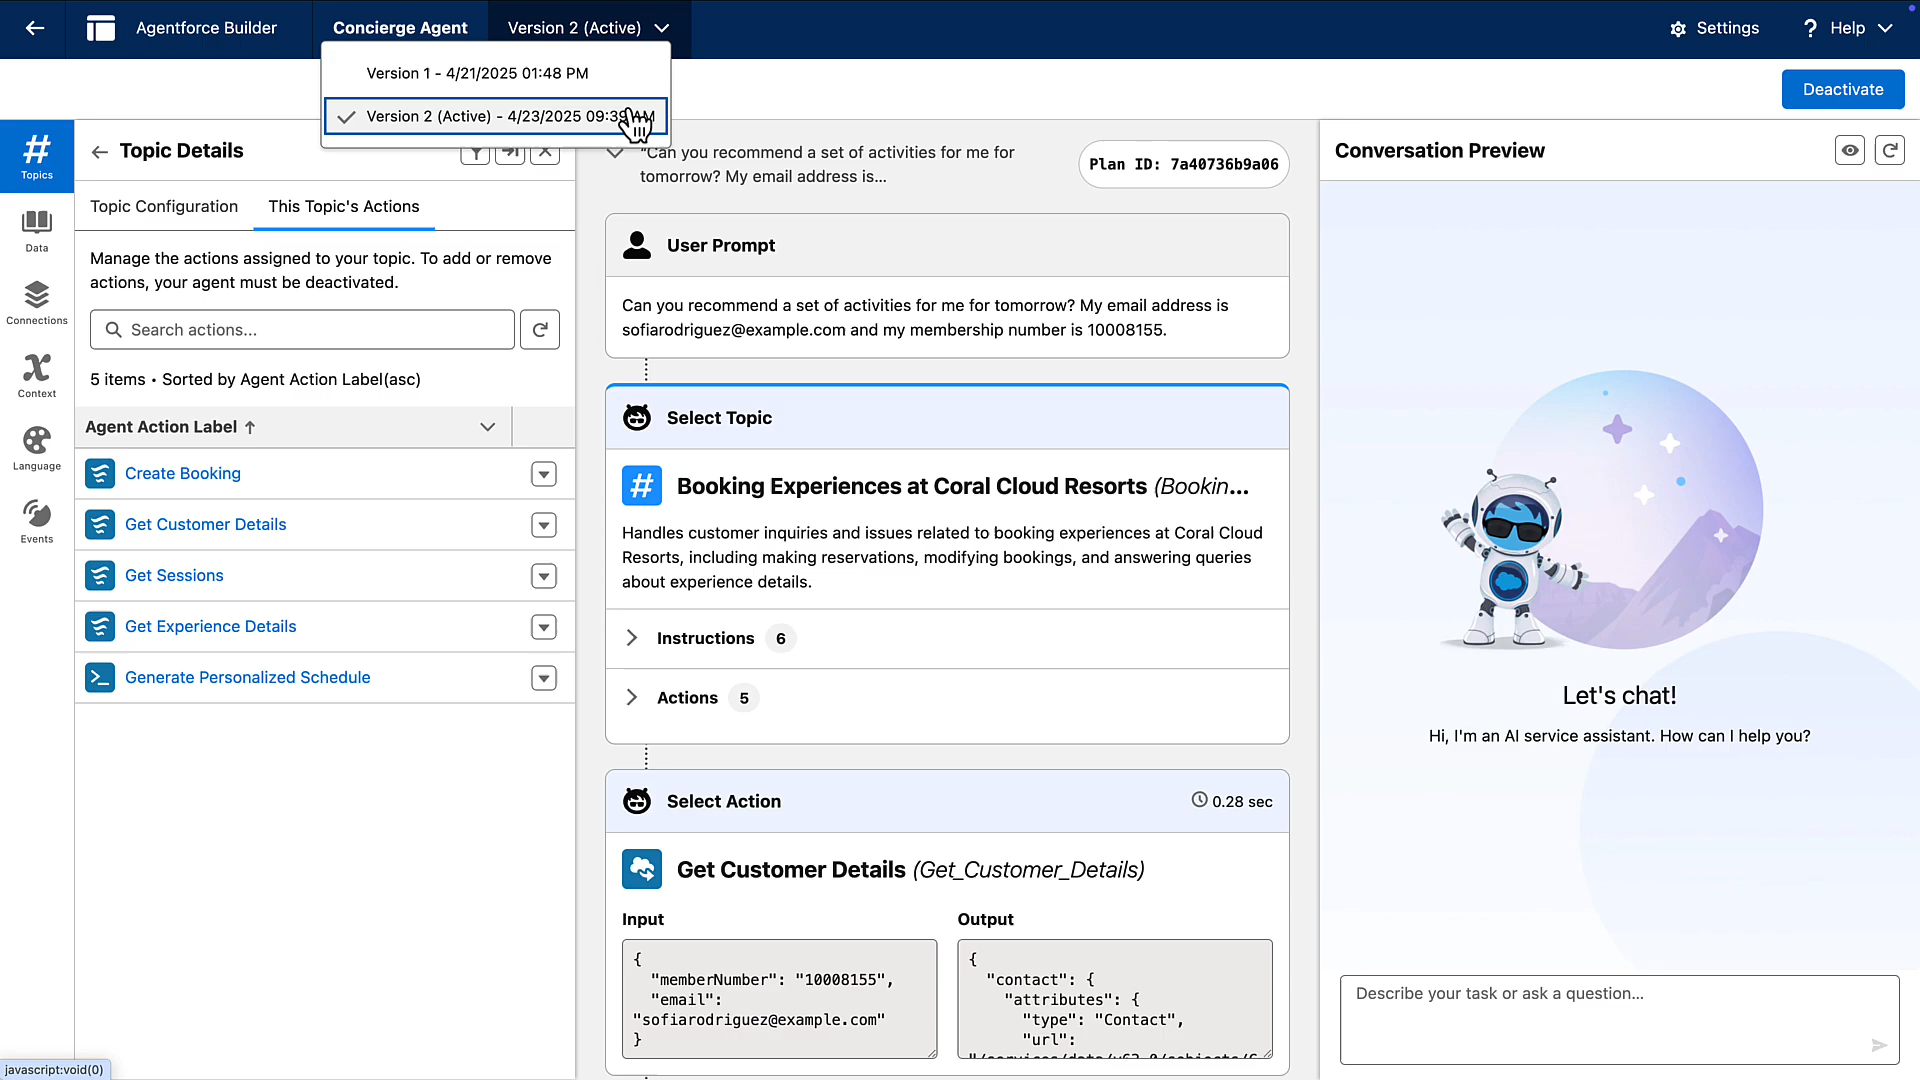 Agentforce Builder
Concierge Agent
Version 2 (Active)
Settings
? Help
Version 1 - 4/21/2025 01:48 PM
Version 2 (Active) - 4/23/2025 09:39 AM
Deactivate
Topics
Data
Connections
Context
Language
Events
Topic Details
Topic Configuration
This Topic's Actions
Manage the actions assigned to your topic. To add or remove
actions, your agent must be deactivated.
Search actions...
5 items • Sorted by Agent Action Label(asc)
Agent Action Label ↑
Create Booking
Get Customer Details
Get Sessions
Get Experience Details
Generate Personalized Schedule
"Can you recommend a set of activities for me for
tomorrow? My email address is...
Plan ID: 7a40736b9a06
User Prompt
Can you recommend a set of activities for me for tomorrow? My email address is
sofiarodriguez@example.com and my membership number is 10008155.
Select Topic
# Booking Experiences at Coral Cloud Resorts (Bookin...
Handles customer inquiries and issues related to booking experiences at Coral Cloud
Resorts, including making reservations, modifying bookings, and answering queries
about experience details.
Instructions 6
Actions 5
Select Action
0.28 sec
Get Customer Details (Get_Customer_Details)
Input
{
"memberNumber": "10008155",
"email":
"sofiarodriguez@example.com"
}
Output
{
"contact": {
"attributes": {
"type": "Contact",
"url":
Conversation Preview
Let's chat!
Hi, I'm an AI service assistant. How can I help you?
Describe your task or ask a question...
javascript:void(0)